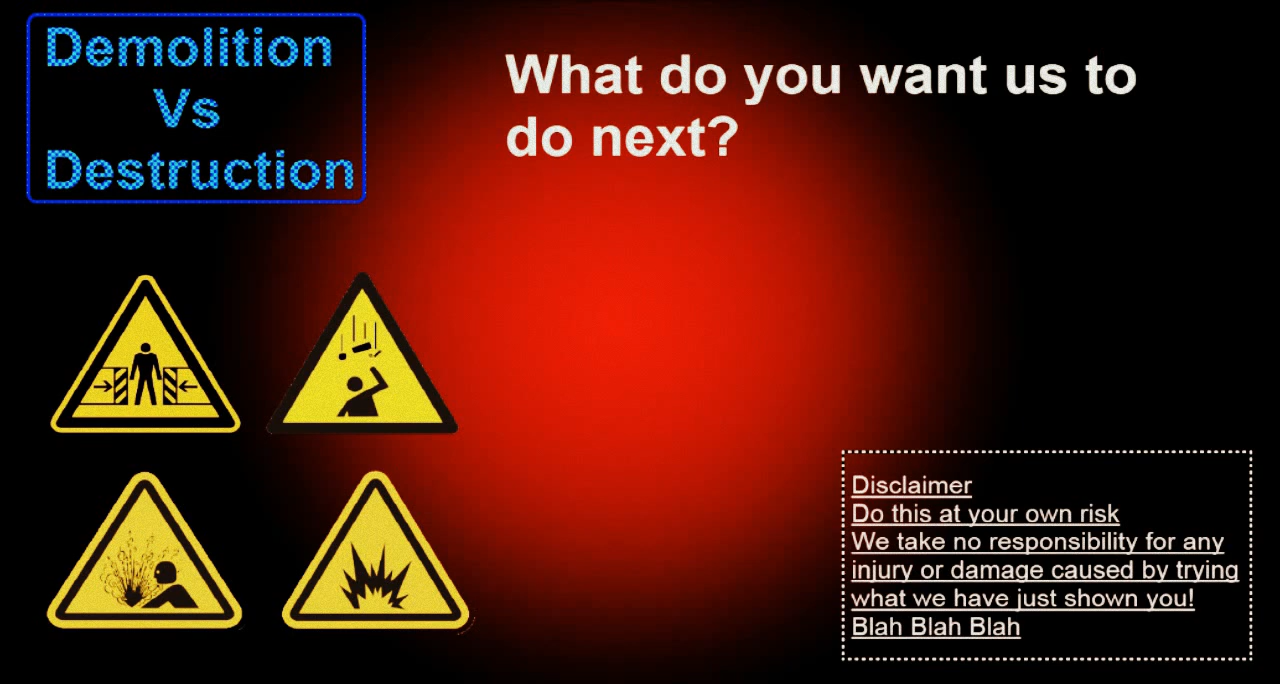 Demolition
Vs
Destruction
What do you want us to
do next?
Disclaimer
Do this at your own risk
We take no responsibility for any
injury or damage caused by trying
what we have just shown you!
Blah Blah Blah